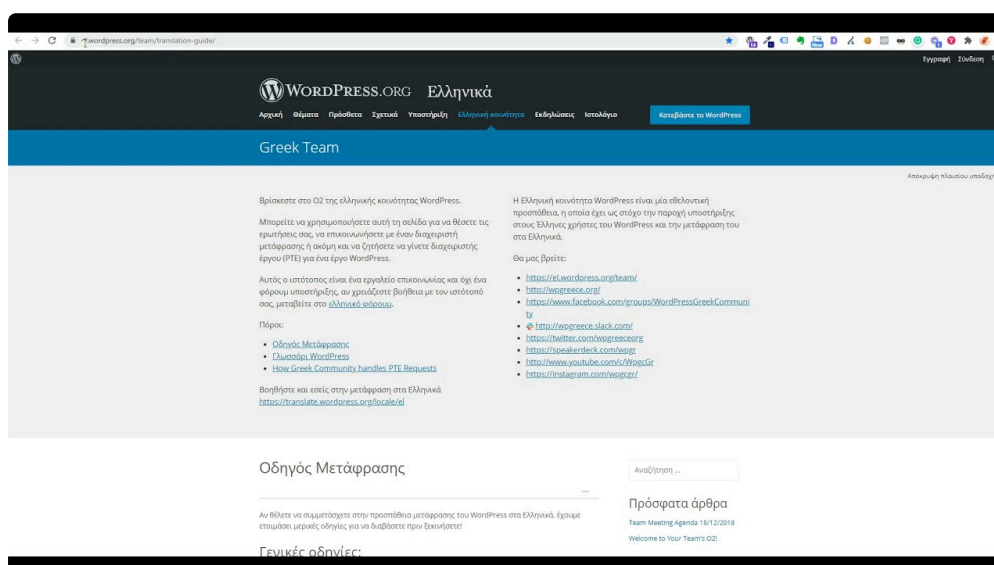 wordpress.org/team/translation-guide/
New
Εγγραφή Σύνδεση
WORDPRESS.ORG Ελληνικά
Αρχική Θέματα Πρόσθετα Σχετικά Υποστήριξη Ελληνική κοινότητα Εκδηλώσεις Ιστολόγιο Κατεβάστε το WordPress
Greek Team
Απόκρυψη πλαισίου υποδοχή
Βρίσκεστε στο O2 της ελληνικής κοινότητας WordPress.
Μπορείτε να χρησιμοποιήσετε αυτή τη σελίδα για να θέσετε τις
ερωτήσεις σας, να επικοινωνήσετε με έναν διαχειριστή
μετάφρασης ή ακόμη και να ζητήσετε να γίνετε διαχειριστής
έργου (PTE) για ένα έργο WordPress.
Αυτός ο ιστότοπος είναι ένα εργαλείο επικοινωνίας και όχι ένα
φόρουμ υποστήριξης, αν χρειάζεστε βοήθεια με τον ιστότοπό
σας, μεταβείτε στο ελληνικό φόρουμ.
Πόροι:
Οδηγός Μετάφρασης
Γλωσσάρι WordPress
How Greek Community handles PTE Requests
Βοηθήστε και εσείς στην μετάφραση στα Ελληνικά
https://translate.wordpress.org/locale/el
Η Ελληνική κοινότητα WordPress είναι μία εθελοντική
προσπάθεια, η οποία έχει ως στόχο την παροχή υποστήριξης
στους Έλληνες χρήστες του WordPress και την μετάφραση του
στα Ελληνικά.
Θα μας βρείτε:
https://el.wordpress.org/team/
http://wpgreece.org/
https://www.facebook.com/groups/WordPressGreekCommuni
ty
http://wpgreece.slack.com/
https://twitter.com/wpgreeceorg
https://speakerdeck.com/wpgr
http://www.youtube.com/c/WpgcGr
https://instagram.com/wpgcgr/
Οδηγός Μετάφρασης
...
Αν θέλετε να συμμετάσχετε στην προσπάθεια μετάφρασης του WordPress στα Ελληνικά, έχουμε
ετοιμάσει μερικές οδηγίες για να διαβάσετε πριν ξεκινήσετε!
Γενικές οδηγίες:
Αναζήτηση ...
Πρόσφατα άρθρα
Team Meeting Agenda 18/12/2018
Welcome to Your Team's O2!